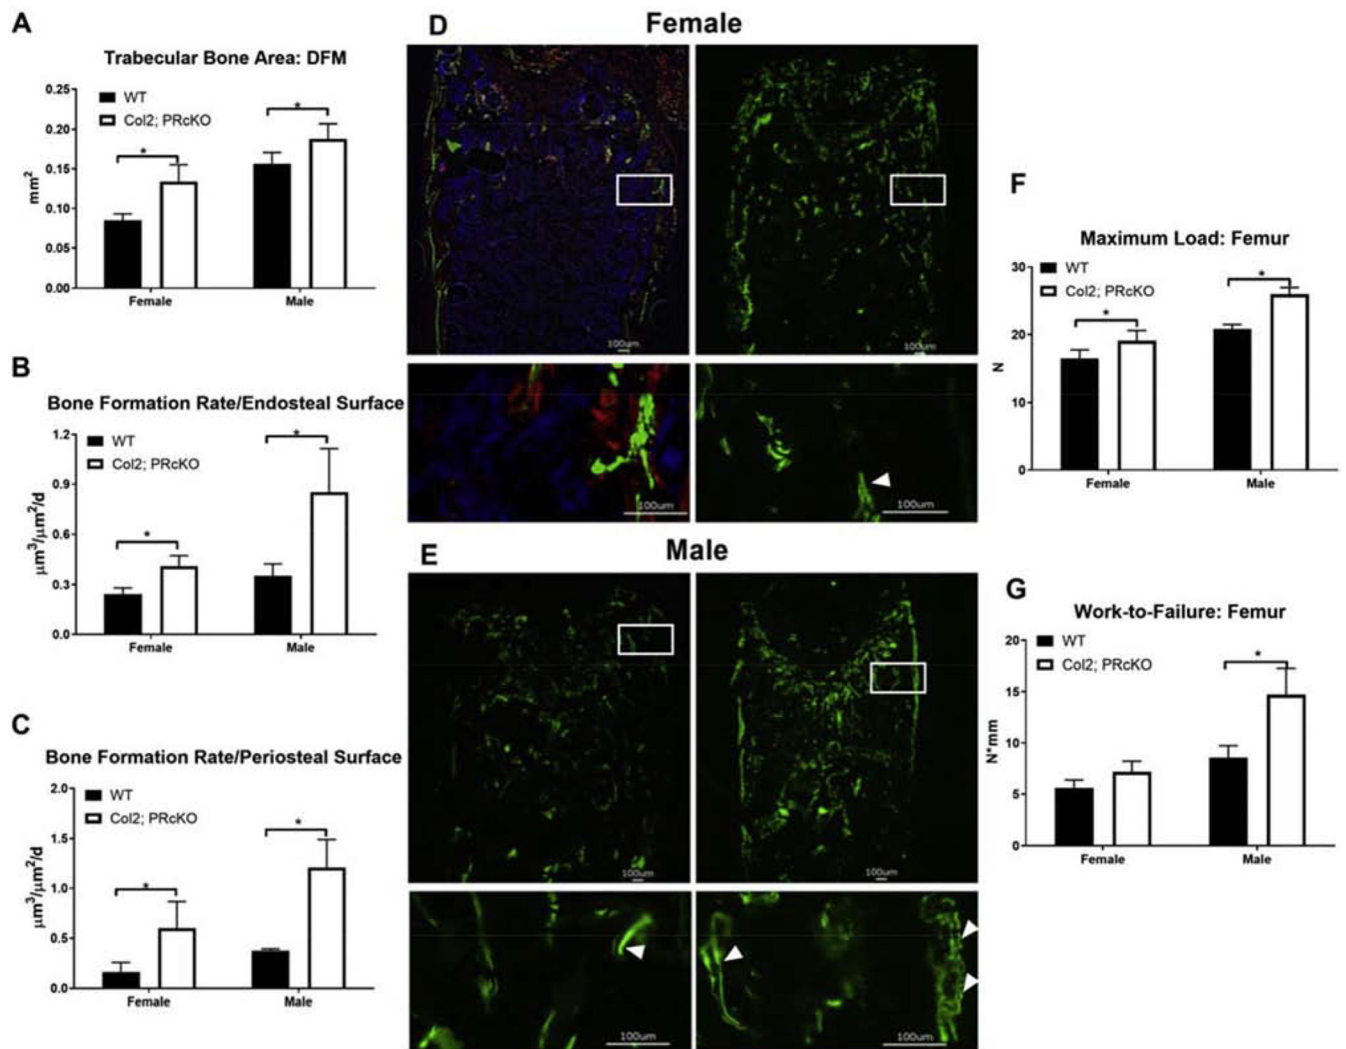 A
Trabecular Bone Area: DFM
WT
Col2; PRcKO
0.25
0.20
0.15
0.10
0.05
0.00
mm2
*
*
Female
Male
B
Bone Formation Rate/Endosteal Surface
WT
Col2; PRcKO
1.2
0.9
0.6
0.3
0.0
μm3/μm2/d
*
*
Female
Male
C
Bone Formation Rate/Periosteal Surface
WT
Col2; PRcKO
2.0
1.5
1.0
0.5
0.0
μm3/μm2/d
*
*
Female
Male
D
Female
100um
100um
100um
100um
E
Male
100um
100um
100um
100um
F
Maximum Load: Femur
WT
Col2; PRcKO
30
20
10
0
N
*
*
Female
Male
G
Work-to-Failure: Femur
WT
Col2; PRcKO
20
15
10
5
0
N*mm
*
Female
Male